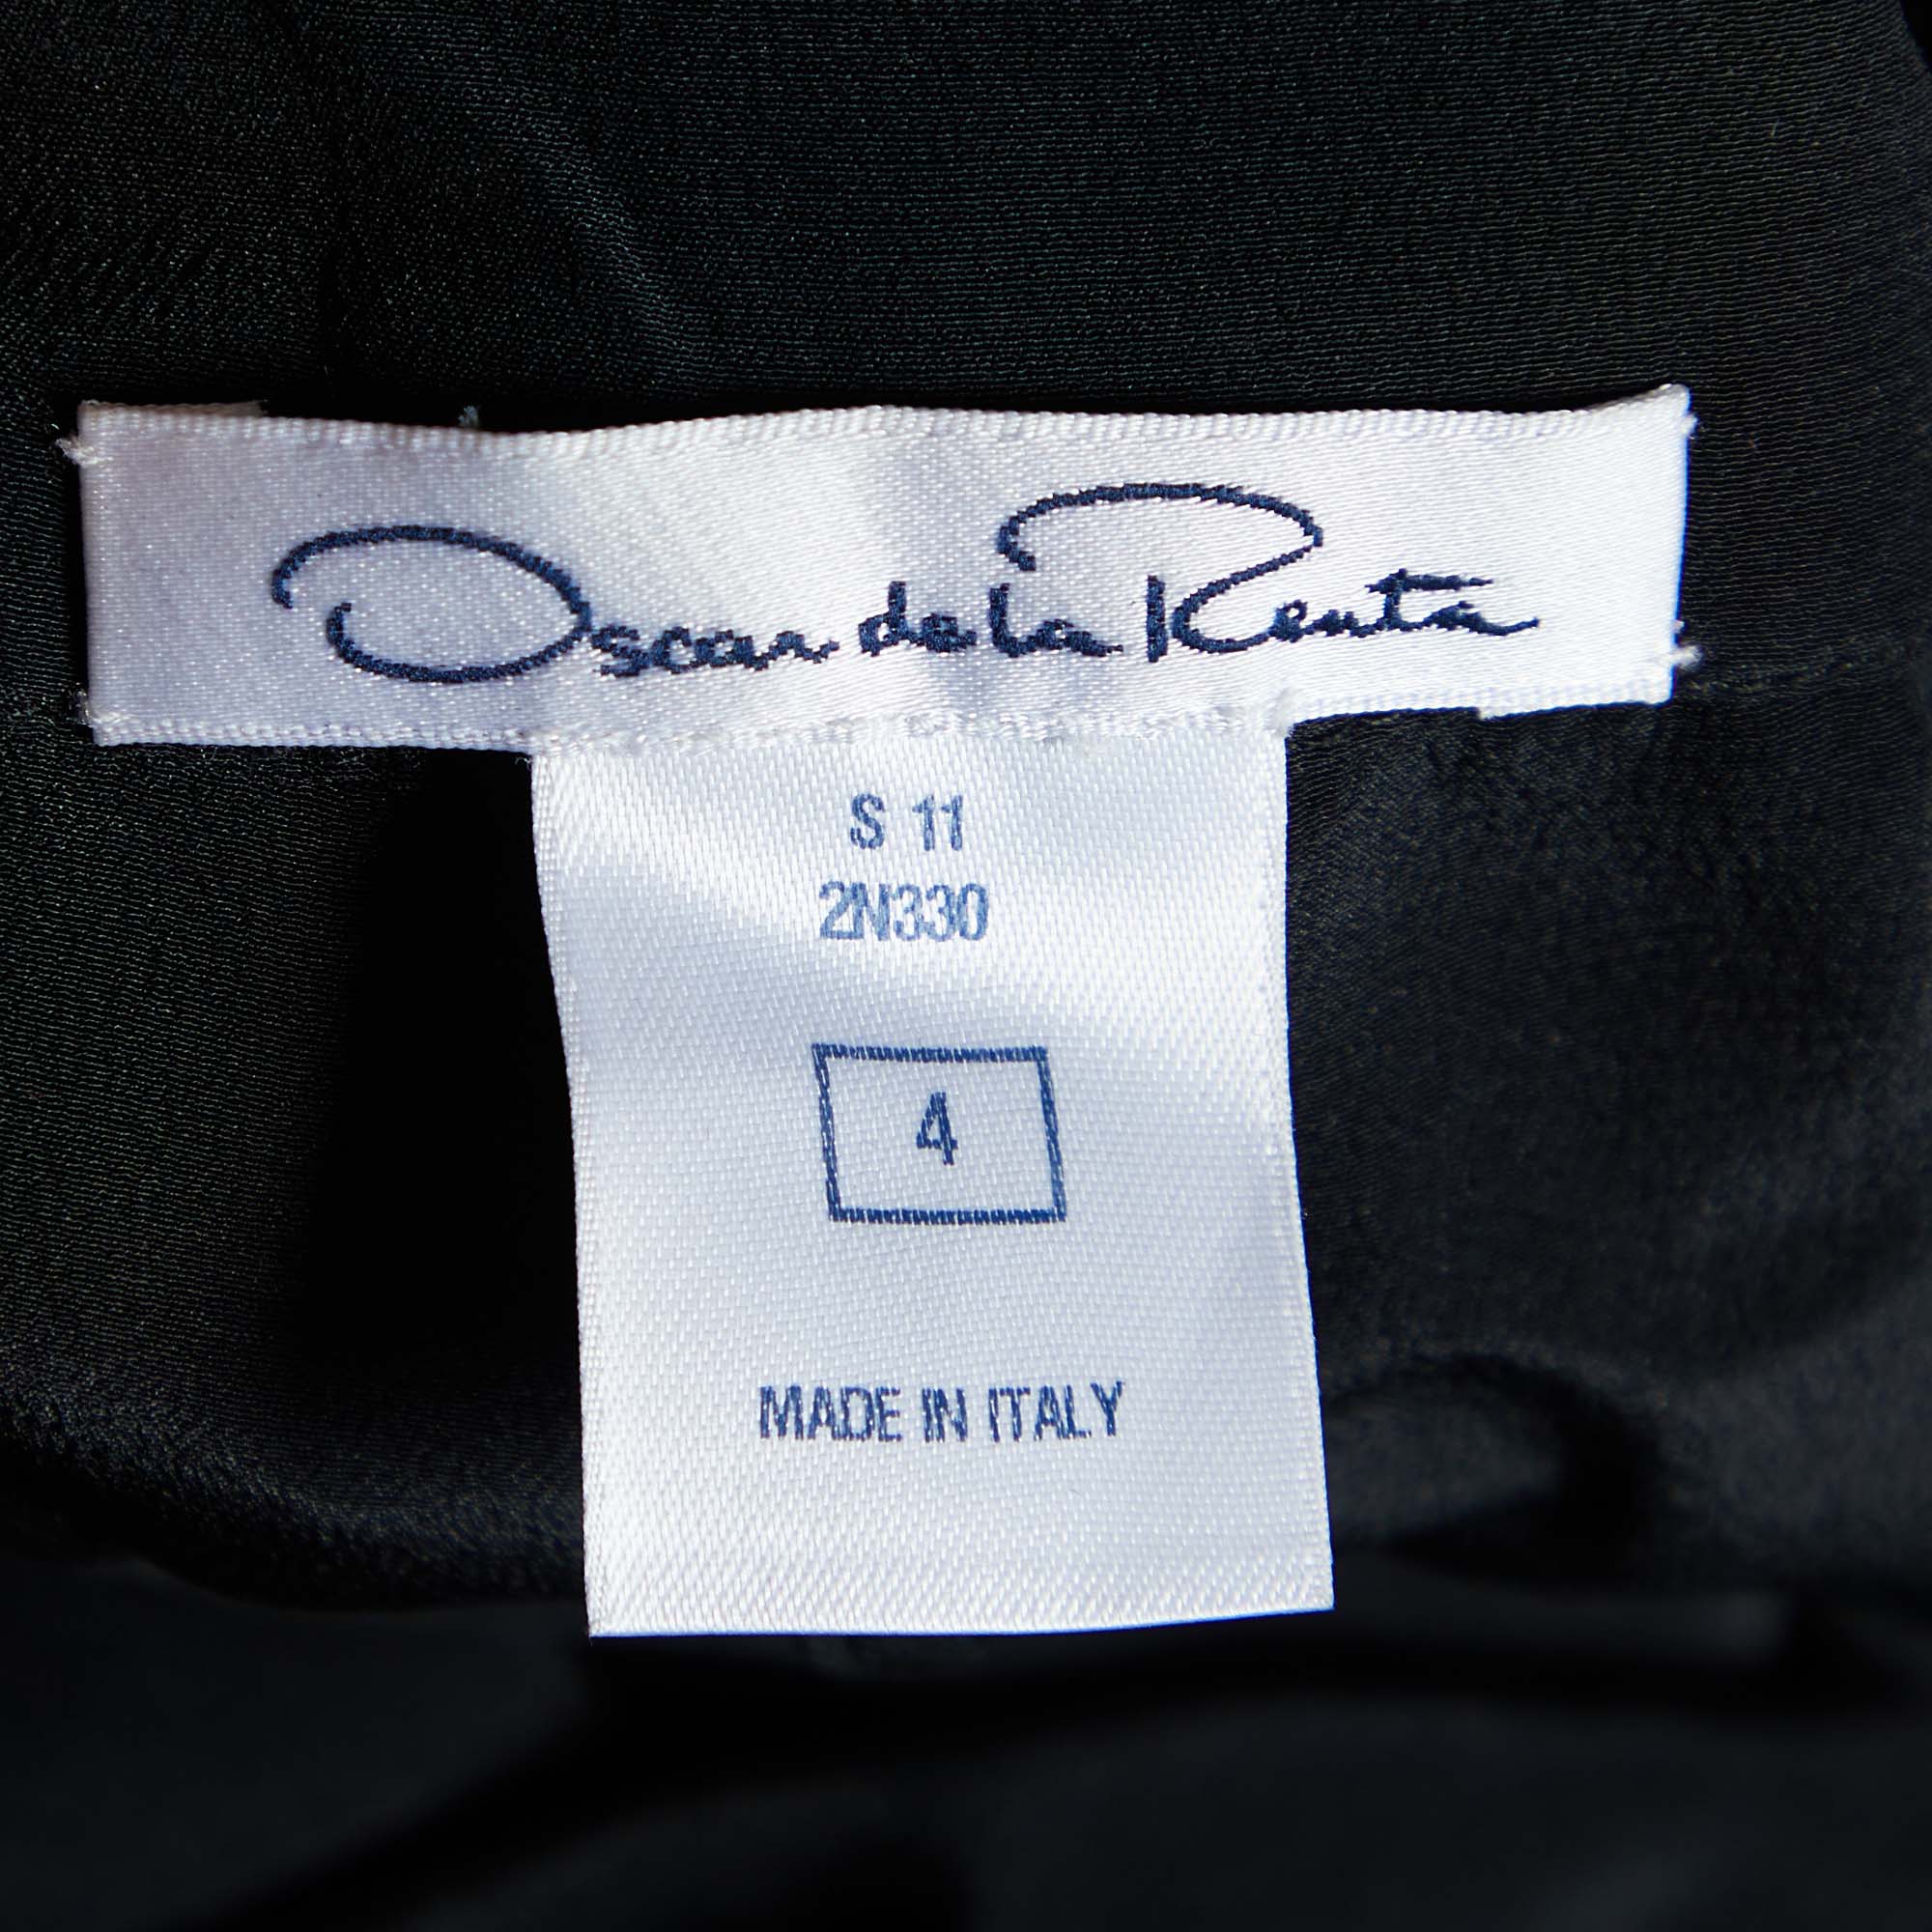 Oscar de la Renta
S 11
2N330
4
MADE IN ITALY